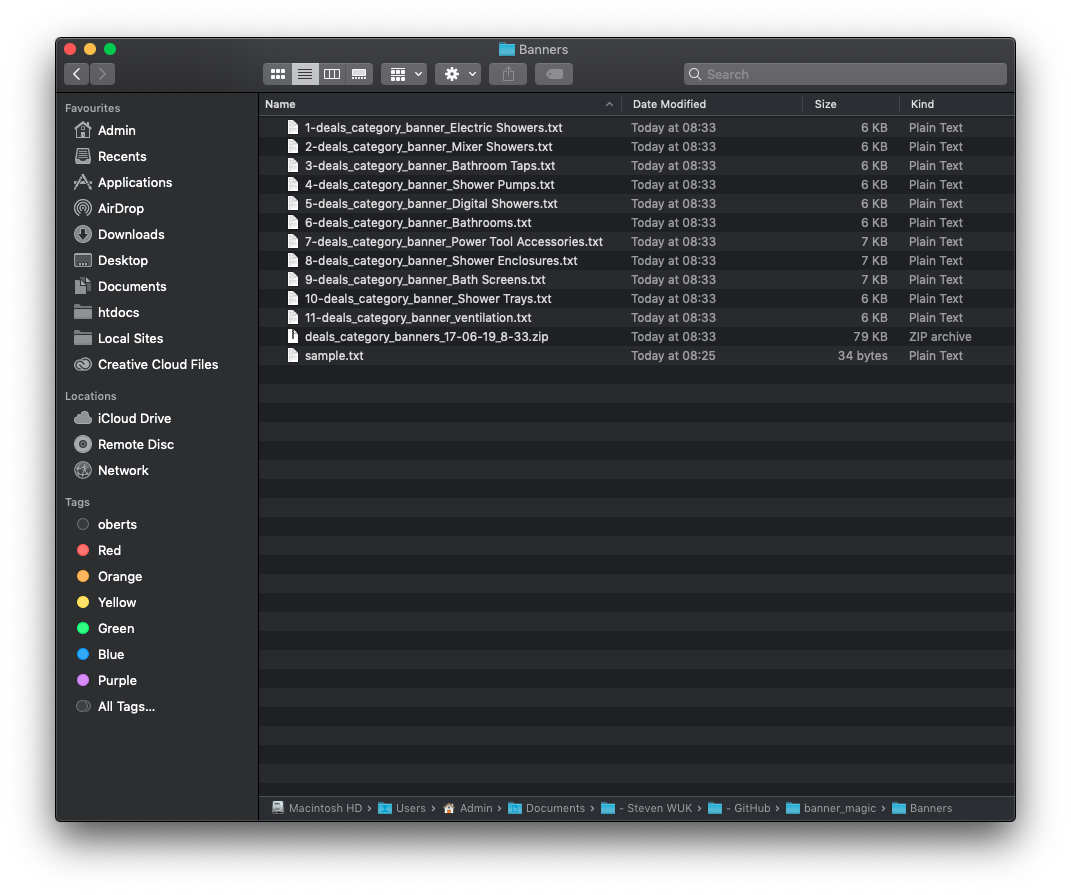 Banners
Search
Favourites
Admin
Recents
Applications
AirDrop
Downloads
Desktop
Documents
htdocs
Local Sites
Creative Cloud Files
Locations
iCloud Drive
Remote Disc
Network
Tags
oberts
Red
Orange
Yellow
Green
Blue
Purple
All Tags...
Name Date Modified Size Kind
1-deals_category_banner_Electric Showers.txt Today at 08:33 6 KB Plain Text
2-deals_category_banner_Mixer Showers.txt Today at 08:33 6 KB Plain Text
3-deals_category_banner_Bathroom Taps.txt Today at 08:33 6 KB Plain Text
4-deals_category_banner_Shower Pumps.txt Today at 08:33 6 KB Plain Text
5-deals_category_banner_Digital Showers.txt Today at 08:33 6 KB Plain Text
6-deals_category_banner_Bathrooms.txt Today at 08:33 6 KB Plain Text
7-deals_category_banner_Power Tool Accessories.txt Today at 08:33 7 KB Plain Text
8-deals_category_banner_Shower Enclosures.txt Today at 08:33 7 KB Plain Text
9-deals_category_banner_Bath Screens.txt Today at 08:33 7 KB Plain Text
10-deals_category_banner_Shower Trays.txt Today at 08:33 6 KB Plain Text
11-deals_category_banner_ventilation.txt Today at 08:33 6 KB Plain Text
deals_category_banners_17-06-19_8-33.zip Today at 08:33 79 KB ZIP archive
sample.txt Today at 08:25 34 bytes Plain Text
Macintosh HD › Users › Admin › Documents › - Steven WUK › - GitHub › banner_magic › Banners